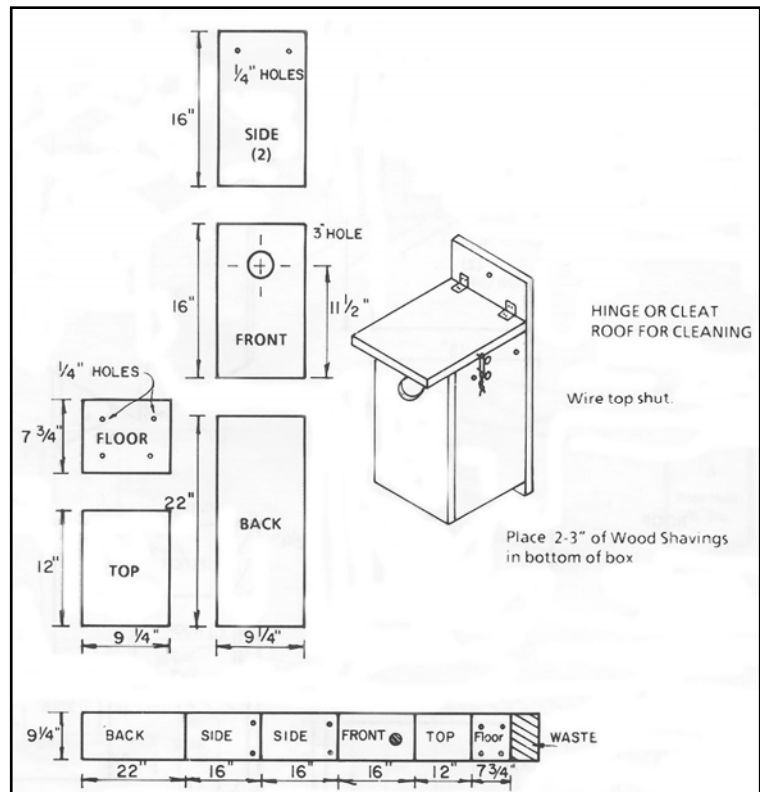 1/4" HOLES
16"
SIDE
(2)
3" HOLE
16"
11 1/2"
FRONT
HINGE OR CLEAT
ROOF FOR CLEANING
1/4" HOLES
7 3/4"
FLOOR
Wire top shut.
22"
BACK
Place 2-3" of Wood Shavings
in bottom of box
12"
TOP
9 1/4"
9 1/4"
9 1/4"
BACK
SIDE
SIDE
FRONT
TOP
Floor
WASTE
22"
16"
16"
16"
12"
7 3/4"